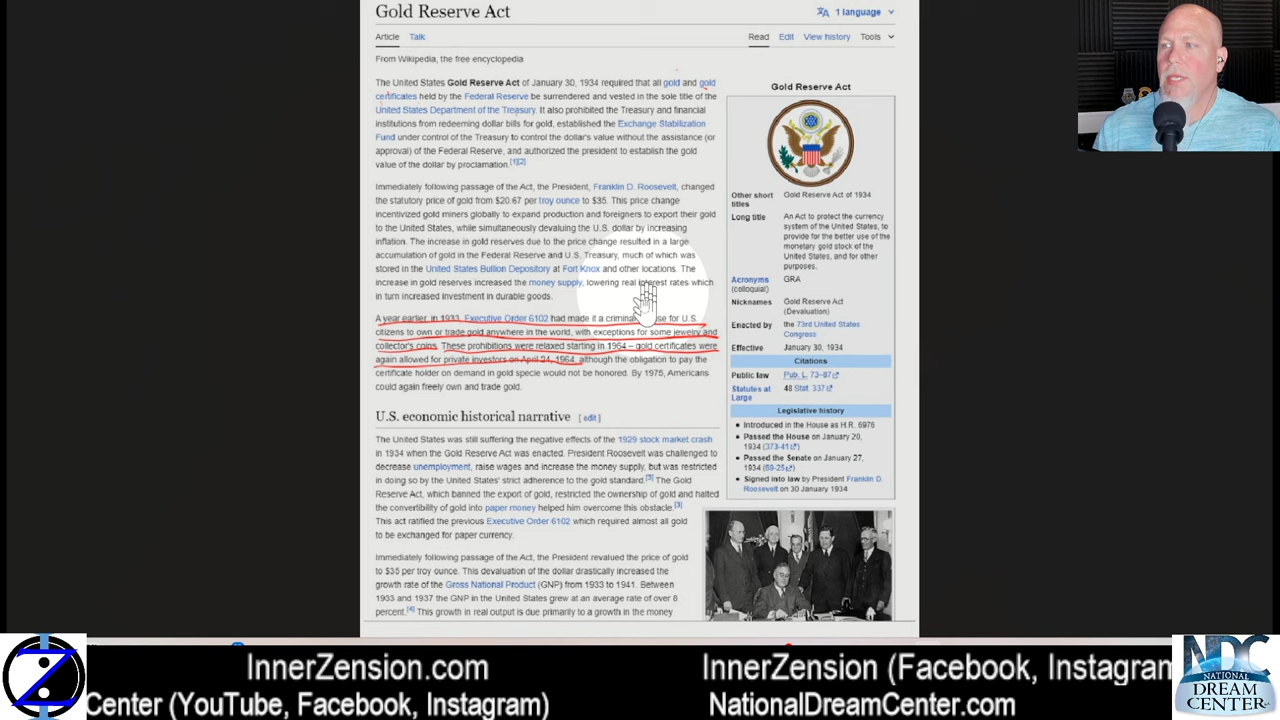 Gold Reserve Act
1 language
Article Talk
Read Edit View history Tools
From Wikipedia, the free encyclopedia
The United States Gold Reserve Act of January 30, 1934 required that all gold and gold
certificates held by the Federal Reserve be surrendered and vested in the sole title of the
United States Department of the Treasury. It also prohibited the Treasury and financial
institutions from redeeming dollar bills for gold, established the Exchange Stabilization
Fund under control of the Treasury to control the dollar's value without the assistance (or
approval) of the Federal Reserve, and authorized the president to establish the gold
value of the dollar by proclamation.[1][2]
Immediately following passage of the Act, the President, Franklin D. Roosevelt, changed
the statutory price of gold from $20.67 per troy ounce to $35. This price change
incentivized gold miners globally to expand production and foreigners to export their gold
to the United States, while simultaneously devaluing the U.S. dollar by increasing
inflation. The increase in gold reserves due to the price change resulted in a large
accumulation of gold in the Federal Reserve and U.S. Treasury, much of which was
stored in the United States Bullion Depository at Fort Knox and other locations. The
increase in gold reserves increased the money supply, lowering real interest rates which
in turn increased investment in durable goods.
A year earlier, in 1933, Executive Order 6102 had made it a criminal for U.S.
citizens to own or trade gold anywhere in the world, with exceptions for some jewelry and
collector's coins. These prohibitions were relaxed starting in 1964 – gold certificates were
again allowed for private investors on April 24, 1964, although the obligation to pay the
certificate holder on demand in gold specie would not be honored. By 1975, Americans
could again freely own and trade gold.
U.S. economic historical narrative [ edit ]
The United States was still suffering the negative effects of the 1929 stock market crash
in 1934 when the Gold Reserve Act was enacted. President Roosevelt was challenged to
decrease unemployment, raise wages and increase the money supply, but was restricted
in doing so by the United States' strict adherence to the gold standard.[3] The Gold
Reserve Act, which banned the export of gold, restricted the ownership of gold and halted
the convertibility of gold into paper money helped him overcome this obstacle.[3]
This act ratified the previous Executive Order 6102 which required almost all gold
to be exchanged for paper currency.
Immediately following passage of the Act, the President revalued the price of gold
to $35 per troy ounce. This devaluation of the dollar drastically increased the
growth rate of the Gross National Product (GNP) from 1933 to 1941. Between
1933 and 1937 the GNP in the United States grew at an average rate of over 8
percent.[4] This growth in real output is due primarily to a growth in the money
Gold Reserve Act
Other short titles Gold Reserve Act of 1934
Long title An Act to protect the currency
system of the United States, to
provide for the better use of the
monetary gold stock of the
United States, and for other
purposes.
Acronyms (colloquial) GRA
Nicknames Gold Reserve Act
(Devaluation)
Enacted by the 73rd United States
Congress
Effective January 30, 1934
Citations
Public law Pub. L. 73–87
Statutes at Large 48 Stat. 337
Legislative history
• Introduced in the House as H.R. 6976
• Passed the House on January 20,
1934 (373-41)
• Passed the Senate on January 27,
1934 (69-25)
• Signed into law by President Franklin D.
Roosevelt on 30 January 1934
InnerZension.com InnerZension (Facebook, Instagram
Center (YouTube, Facebook, Instagram) NationalDreamCenter.com
NDC
NATIONAL
DREAM
CENTER